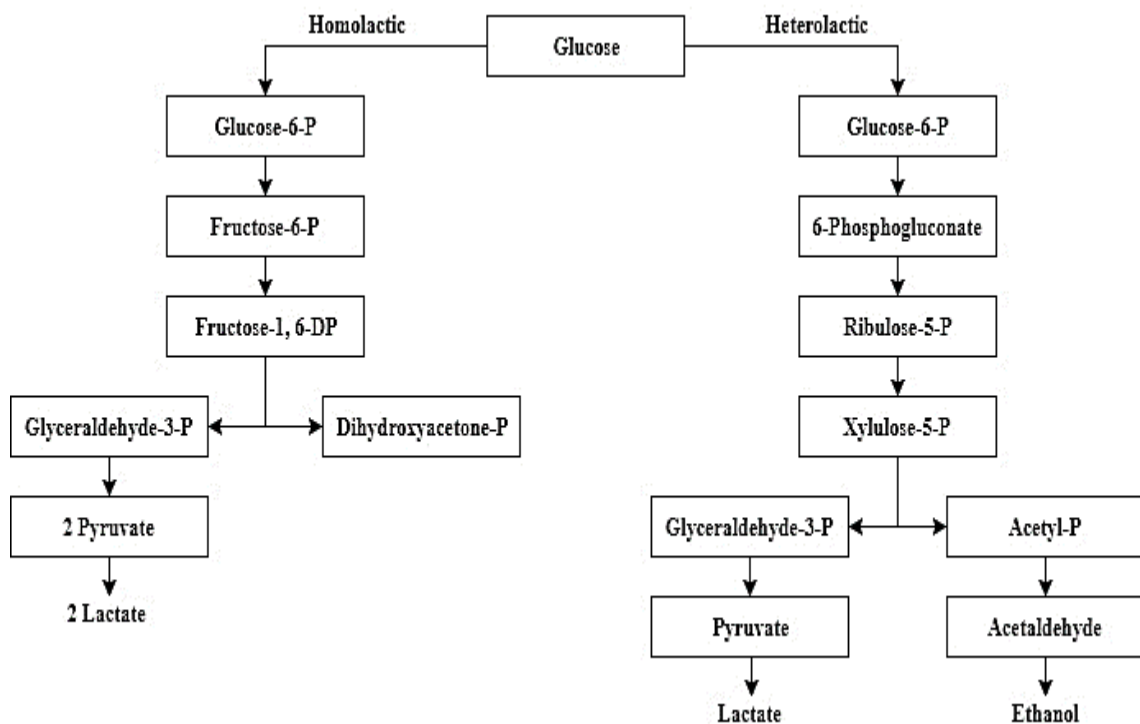 Homolactic
Glucose
Heterolactic
Glucose-6-P
Glucose-6-P
Fructose-6-P
6-Phosphogluconate
Fructose-1, 6-DP
Ribulose-5-P
Glyceraldehyde-3-P
Dihydroxyacetone-P
Xylulose-5-P
2 Pyruvate
Glyceraldehyde-3-P
Acetyl-P
2 Lactate
Pyruvate
Acetaldehyde
Lactate
Ethanol